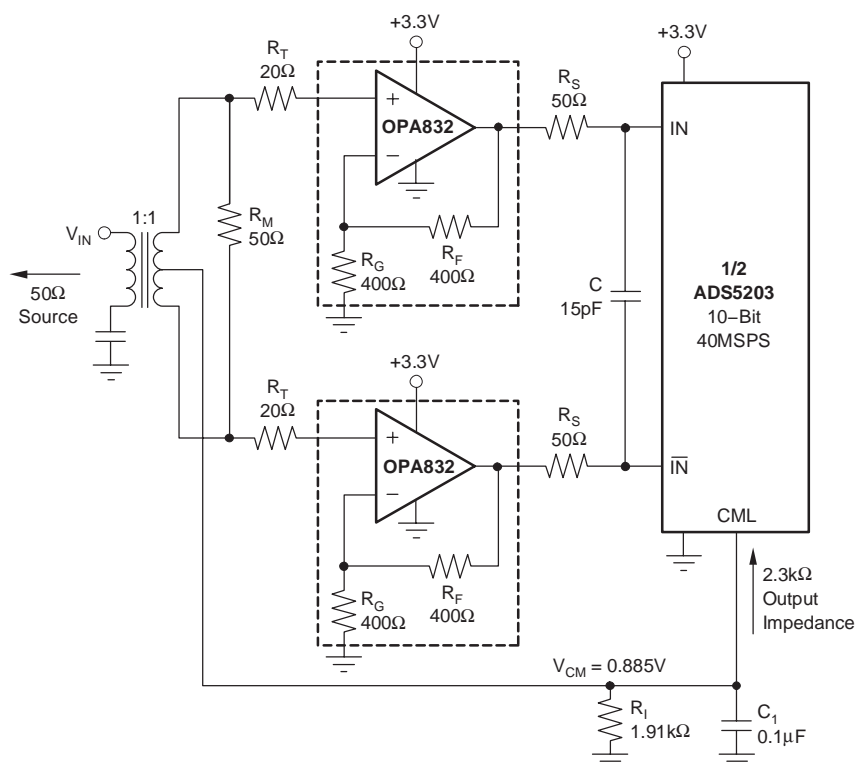 +3.3V
R_T
20Ω
+
OPA832
−
R_G
400Ω
R_F
400Ω
R_S
50Ω
+3.3V
IN
1:1
V_IN
50Ω
Source
R_M
50Ω
C
15pF
1/2
ADS5203
10−Bit
40MSPS
+3.3V
R_T
20Ω
+
OPA832
−
R_G
400Ω
R_F
400Ω
R_S
50Ω
I̅N̅
CML
2.3kΩ
Output
Impedance
V_CM = 0.885V
R_I
1.91kΩ
C_1
0.1μF